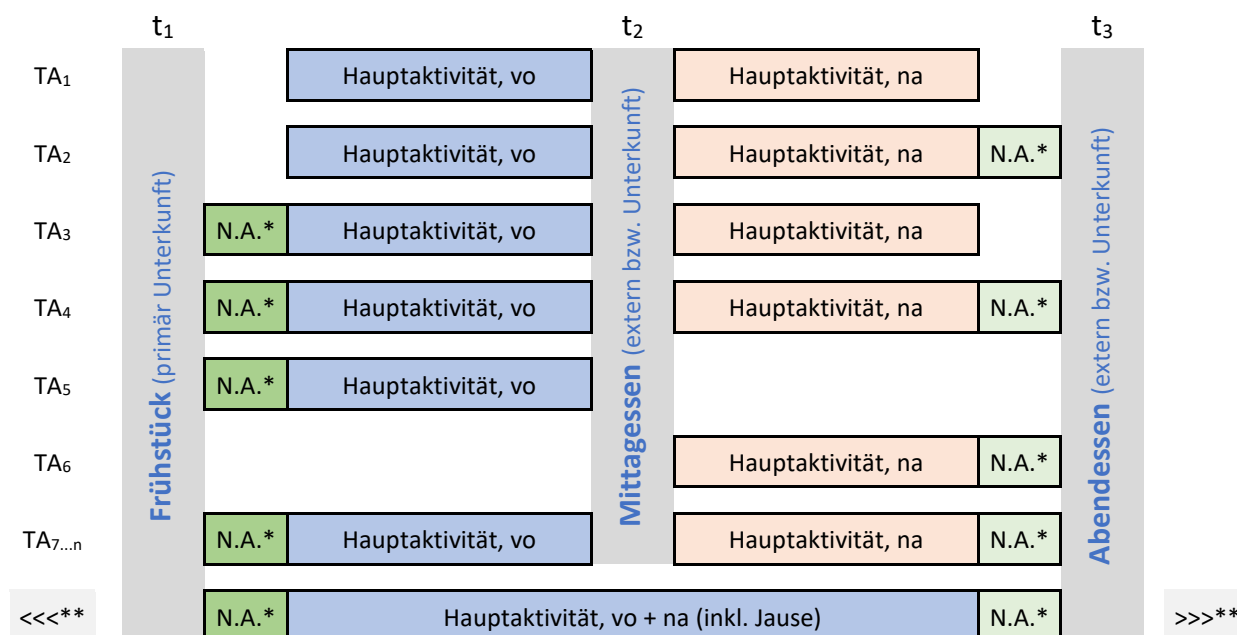 t₁ t₂ t₃
TA₁ Hauptaktivität, vo Hauptaktivität, na
TA₂ Hauptaktivität, vo Hauptaktivität, na N.A.*
TA₃ N.A.* Hauptaktivität, vo Hauptaktivität, na
TA₄ N.A.* Hauptaktivität, vo Hauptaktivität, na N.A.*
TA₅ N.A.* Hauptaktivität, vo
TA₆ Hauptaktivität, na N.A.*
TA₇...ₙ N.A.* Hauptaktivität, vo Hauptaktivität, na N.A.*
<<<** N.A.* Hauptaktivität, vo + na (inkl. Jause) N.A.* >>>**
Frühstück (primär Unterkunft)
Mittagessen (extern bzw. Unterkunft)
Abendessen (extern bzw. Unterkunft)